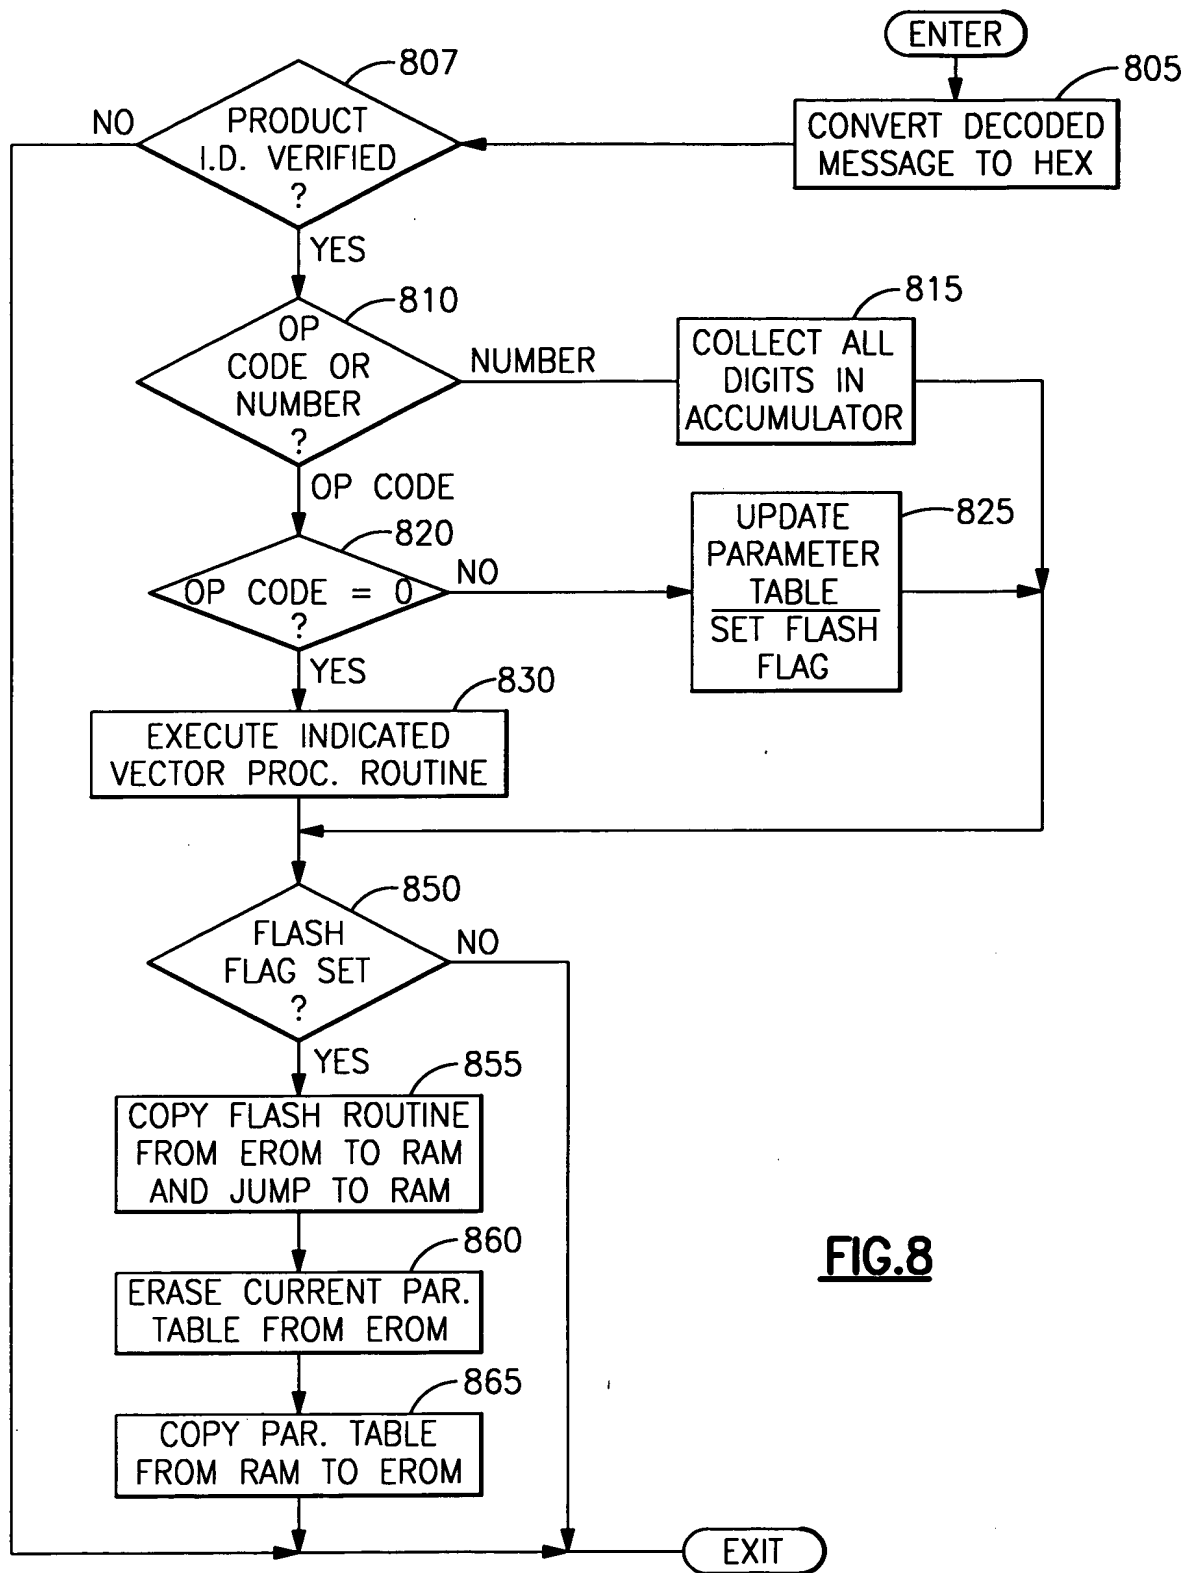 ENTER
805
CONVERT DECODED
MESSAGE TO HEX
807
PRODUCT
I.D. VERIFIED
?
NO
YES
810
OP
CODE OR
NUMBER
?
NUMBER
815
COLLECT ALL
DIGITS IN
ACCUMULATOR
OP CODE
820
OP CODE = 0
?
NO
825
UPDATE
PARAMETER
TABLE
SET FLASH
FLAG
YES
830
EXECUTE INDICATED
VECTOR PROC. ROUTINE
850
FLASH
FLAG SET
?
NO
YES
855
COPY FLASH ROUTINE
FROM EROM TO RAM
AND JUMP TO RAM
860
ERASE CURRENT PAR.
TABLE FROM EROM
865
COPY PAR. TABLE
FROM RAM TO EROM
EXIT
FIG.8